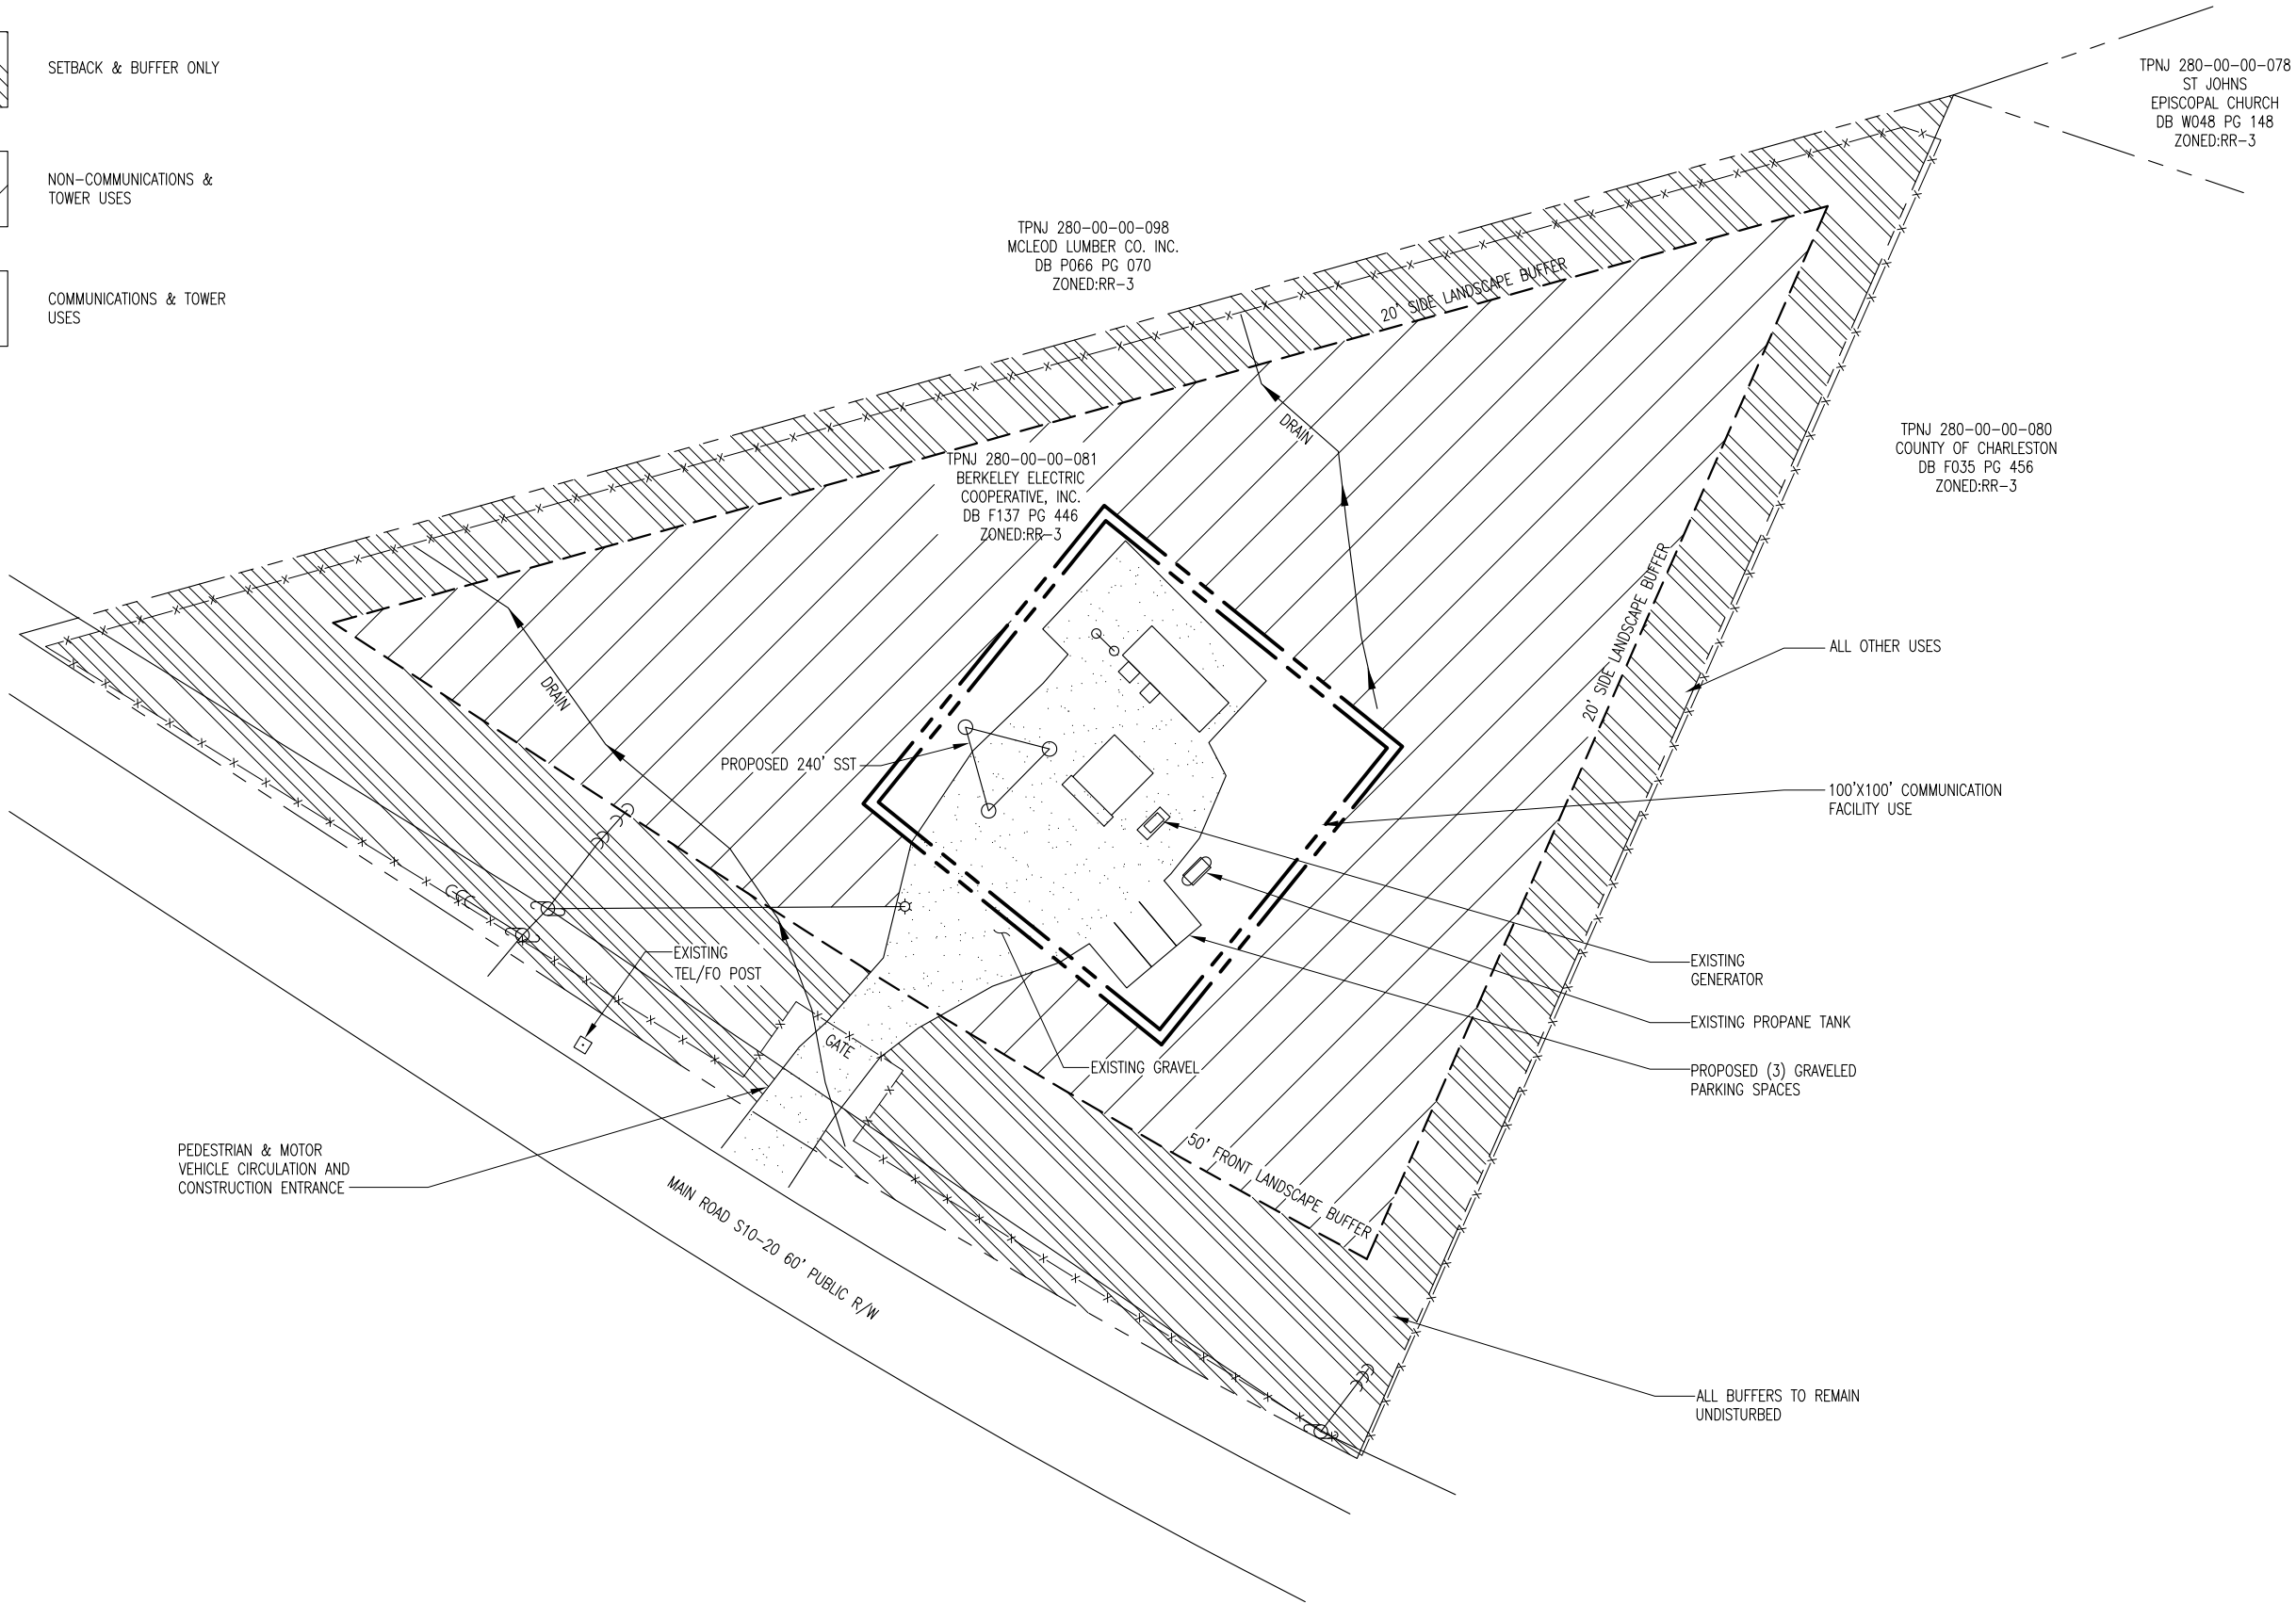 SETBACK & BUFFER ONLY
NON-COMMUNICATIONS &
TOWER USES
COMMUNICATIONS & TOWER
USES
TPNJ 280-00-00-078
ST JOHNS
EPISCOPAL CHURCH
DB W048 PG 148
ZONED:RR-3
TPNJ 280-00-00-098
MCLEOD LUMBER CO. INC.
DB P066 PG 070
ZONED:RR-3
20' SIDE LANDSCAPE BUFFER
DRAIN
TPNJ 280-00-00-080
COUNTY OF CHARLESTON
DB F035 PG 456
ZONED:RR-3
TPNJ 280-00-00-081
BERKELEY ELECTRIC
COOPERATIVE, INC.
DB F137 PG 446
ZONED:RR-3
20' SIDE LANDSCAPE BUFFER
ALL OTHER USES
DRAIN
PROPOSED 240' SST
100'X100' COMMUNICATION
FACILITY USE
EXISTING
TEL/FO POST
EXISTING
GENERATOR
EXISTING PROPANE TANK
GATE
EXISTING GRAVEL
PROPOSED (3) GRAVELED
PARKING SPACES
PEDESTRIAN & MOTOR
VEHICLE CIRCULATION AND
CONSTRUCTION ENTRANCE
50' FRONT LANDSCAPE BUFFER
MAIN ROAD S10-20 60' PUBLIC R/W
ALL BUFFERS TO REMAIN
UNDISTURBED